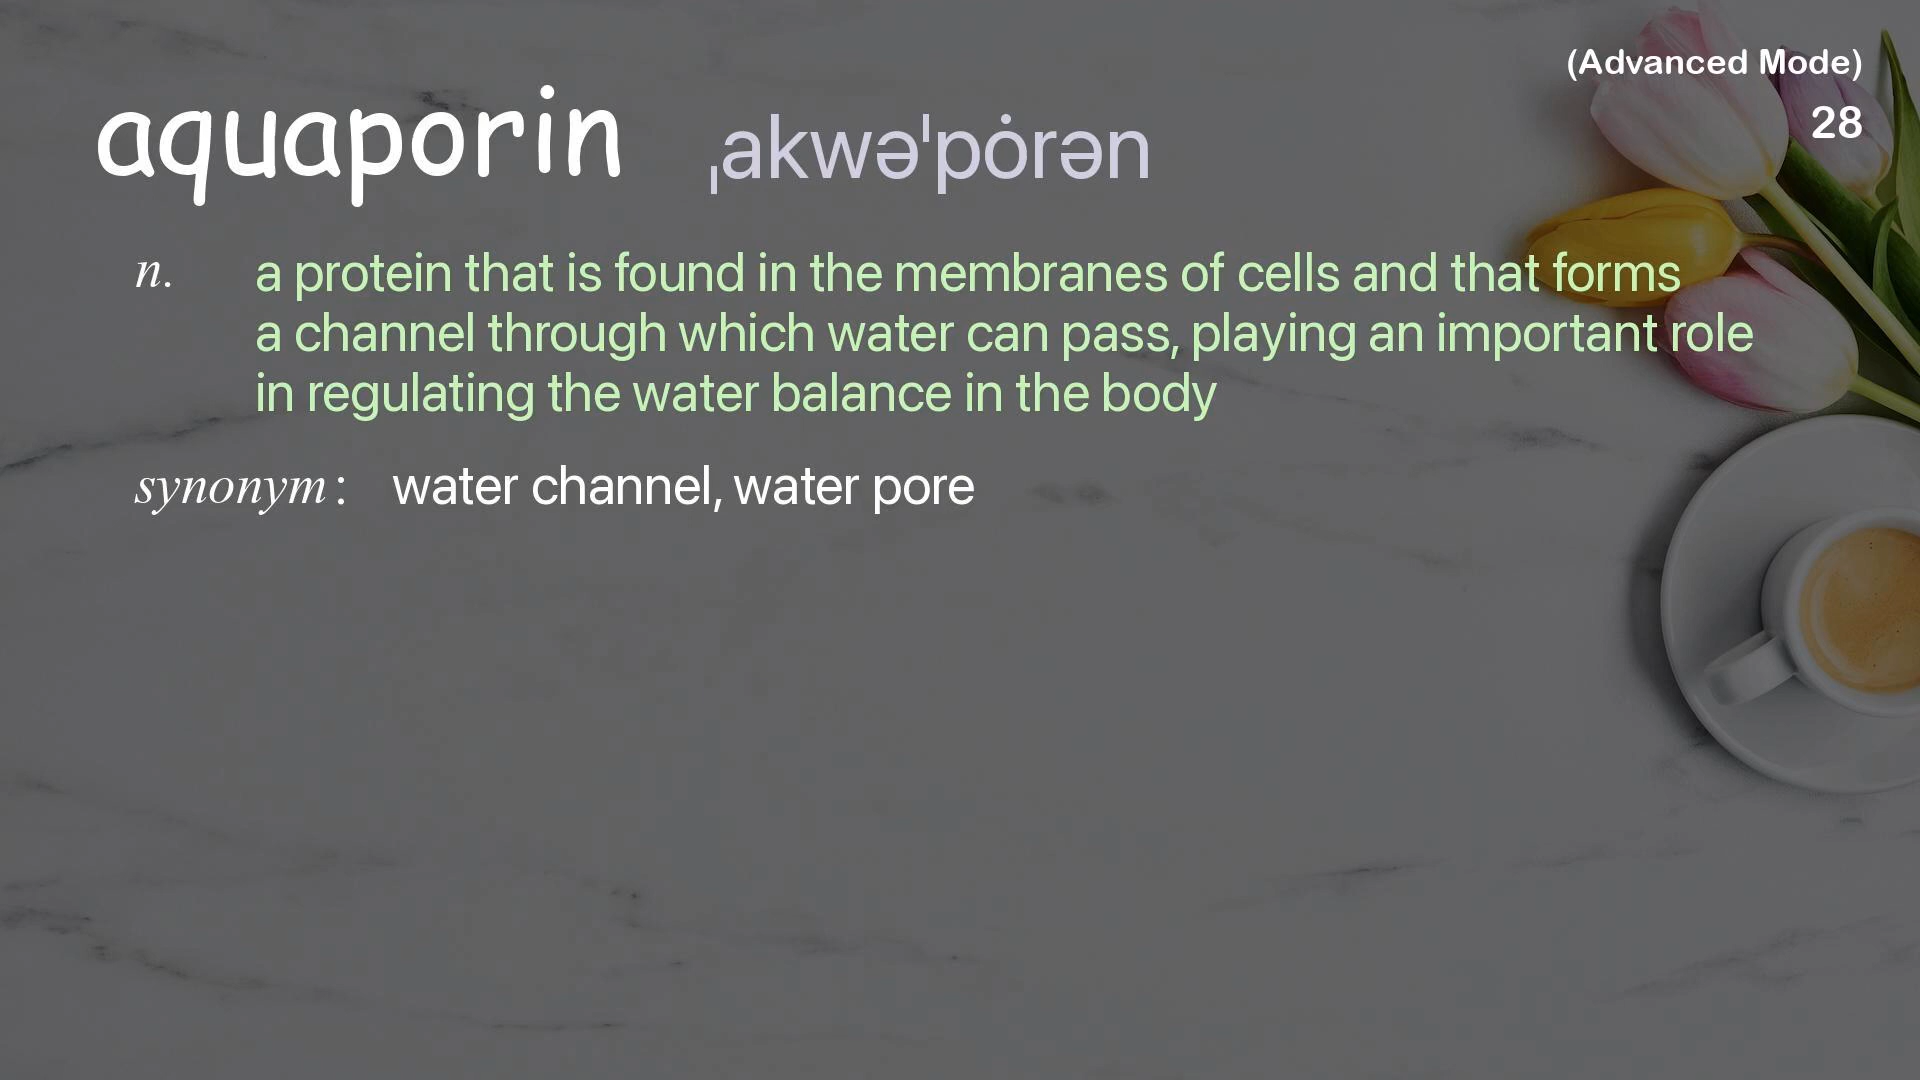 (Advanced Mode)
28
aquaporin ˌakwəˈpȯrən
n. a protein that is found in the membranes of cells and that forms
a channel through which water can pass, playing an important role
in regulating the water balance in the body
synonym: water channel, water pore